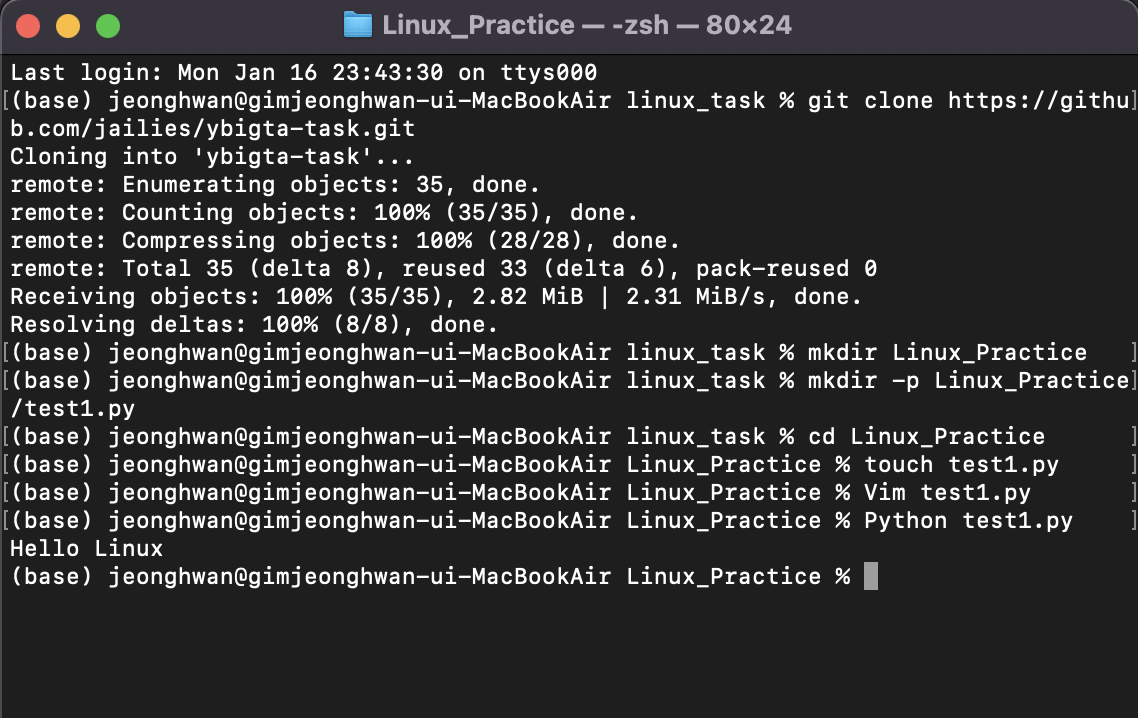 Linux_Practice — -zsh — 80×24
Last login: Mon Jan 16 23:43:30 on ttys000
[(base) jeonghwan@gimjeonghwan-ui-MacBookAir linux_task % git clone https://githu]
b.com/jailies/ybigta-task.git
Cloning into 'ybigta-task'...
remote: Enumerating objects: 35, done.
remote: Counting objects: 100% (35/35), done.
remote: Compressing objects: 100% (28/28), done.
remote: Total 35 (delta 8), reused 33 (delta 6), pack-reused 0
Receiving objects: 100% (35/35), 2.82 MiB | 2.31 MiB/s, done.
Resolving deltas: 100% (8/8), done.
[(base) jeonghwan@gimjeonghwan-ui-MacBookAir linux_task % mkdir Linux_Practice   ]
[(base) jeonghwan@gimjeonghwan-ui-MacBookAir linux_task % mkdir -p Linux_Practice]
/test1.py
[(base) jeonghwan@gimjeonghwan-ui-MacBookAir linux_task % cd Linux_Practice      ]
[(base) jeonghwan@gimjeonghwan-ui-MacBookAir Linux_Practice % touch test1.py     ]
[(base) jeonghwan@gimjeonghwan-ui-MacBookAir Linux_Practice % Vim test1.py       ]
[(base) jeonghwan@gimjeonghwan-ui-MacBookAir Linux_Practice % Python test1.py    ]
Hello Linux
(base) jeonghwan@gimjeonghwan-ui-MacBookAir Linux_Practice %